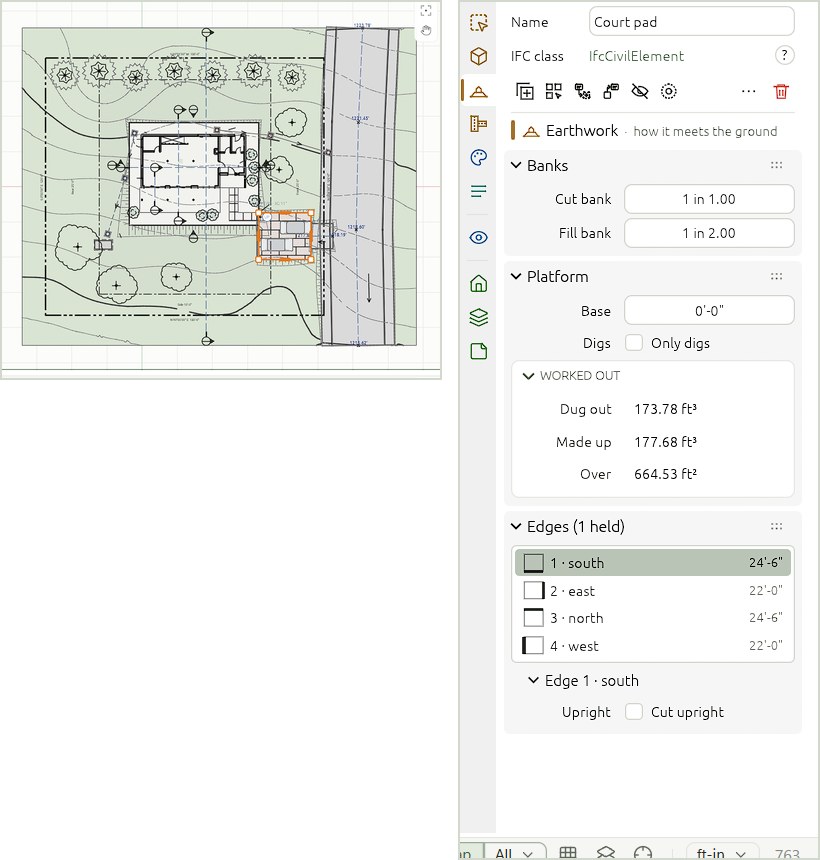 Name Court pad
IFC class IfcCivilElement ?
Earthwork · how it meets the ground
Banks
Cut bank 1 in 1.00
Fill bank 1 in 2.00
Platform
Base 0'-0"
Digs Only digs
WORKED OUT
Dug out 173.78 ft³
Made up 177.68 ft³
Over 664.53 ft²
Edges (1 held)
1 · south 24'-6"
2 · east 22'-0"
3 · north 24'-6"
4 · west 22'-0"
Edge 1 · south
Upright Cut upright
All ft-in 763